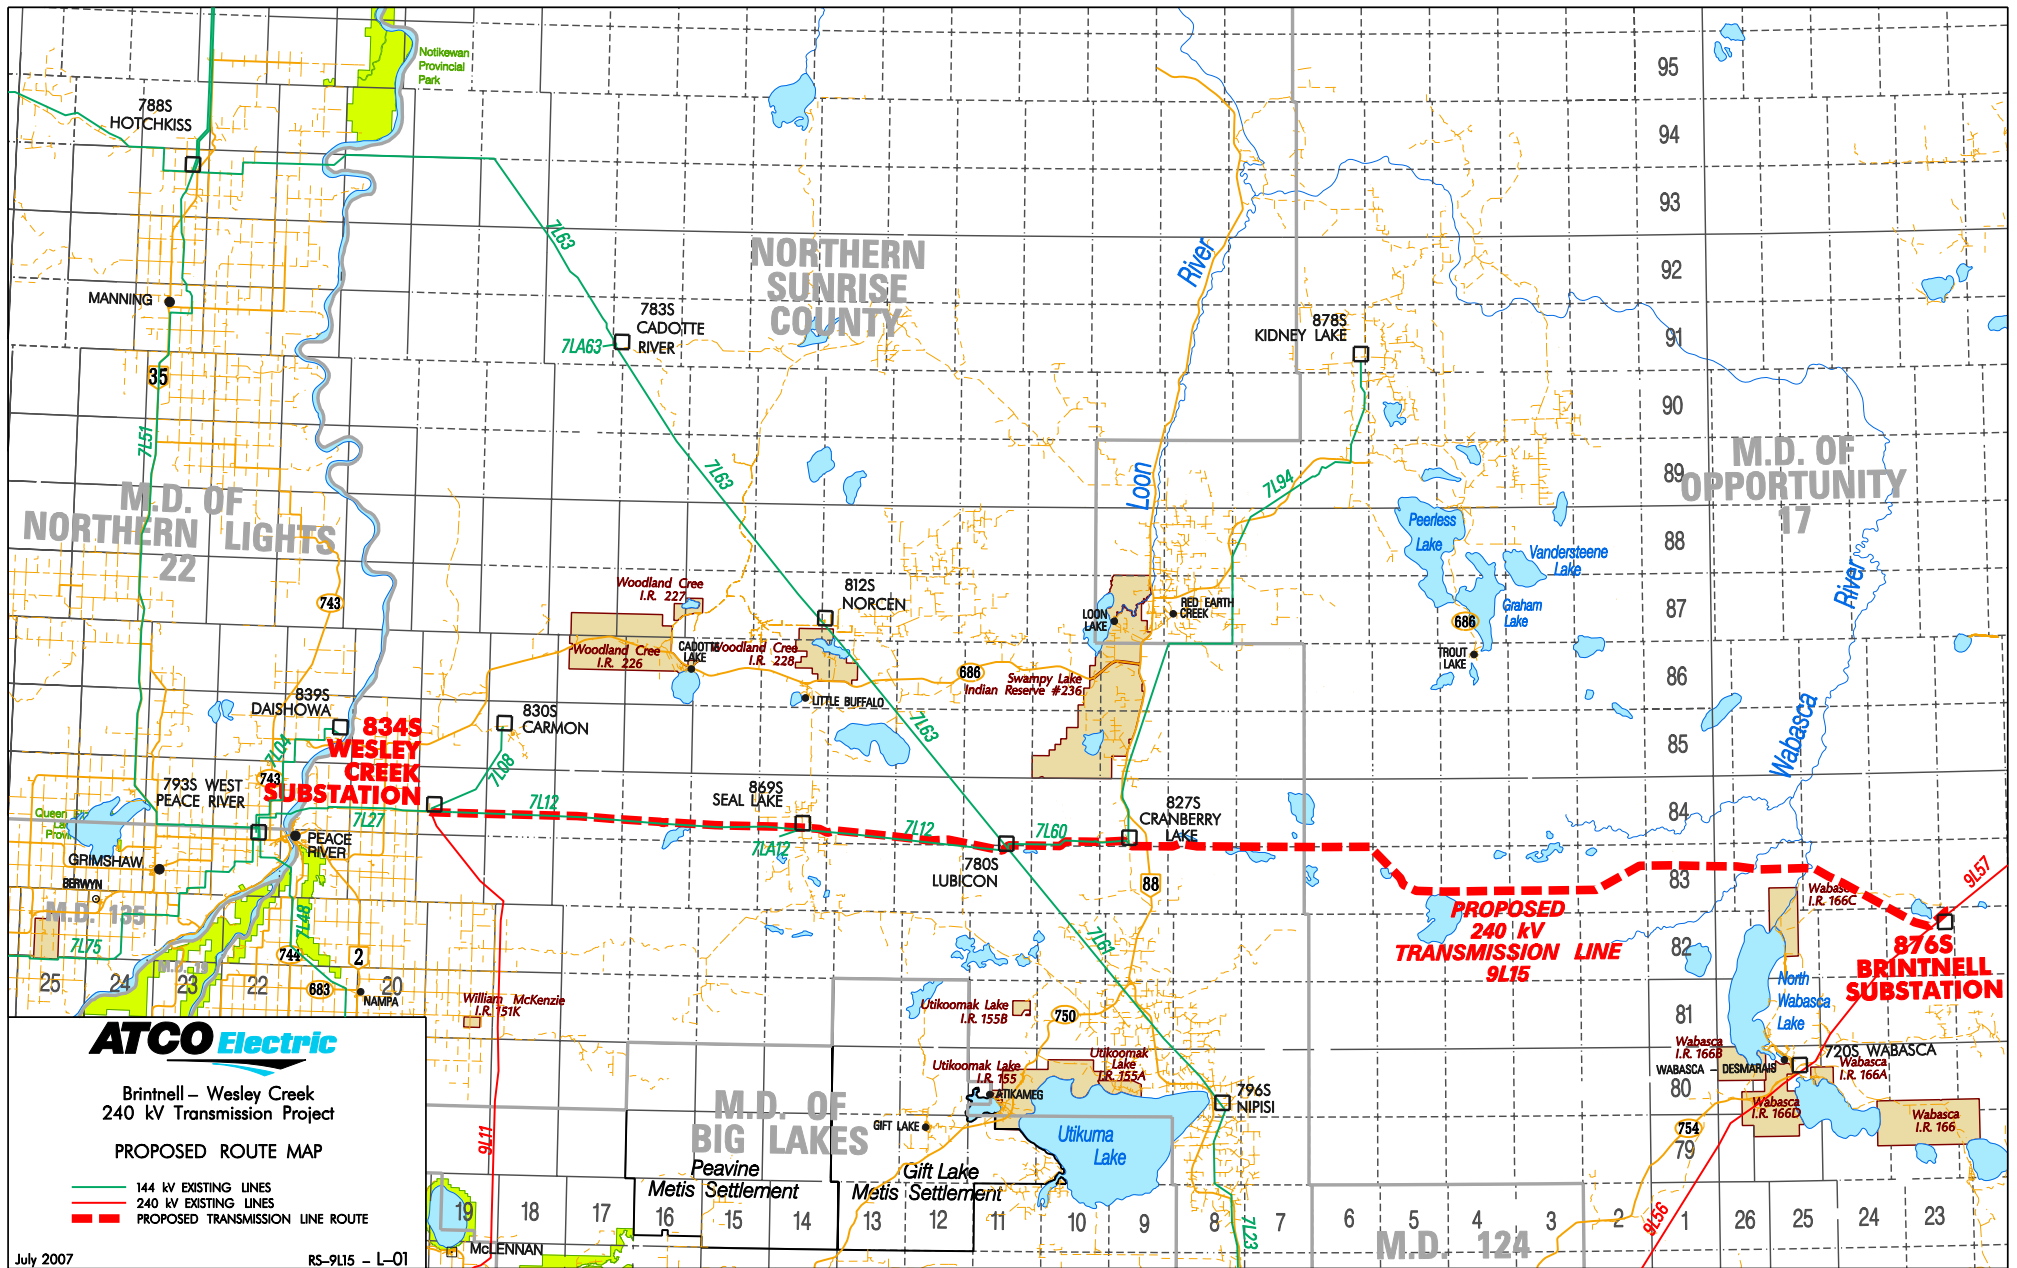 Notikewan
Provincial
Park
95
788S
HOTCHKISS
94
93
7L63
River
NORTHERN
SUNRISE
COUNTY
92
MANNING
783S
CADOTTE
RIVER
7LA63
878S
KIDNEY LAKE
91
35
90
7L51
7L63
Loon
7L94
89
M.D. OF
OPPORTUNITY
17
M.D. OF
NORTHERN LIGHTS
22
Peerless
Lake
88
Vandersteene
Lake
743
Woodland Cree
I.R. 227
812S
NORCEN
LOON
LAKE
RED EARTH
CREEK
87
Graham
Lake
686
River
Woodland Cree
I.R. 226
CADOTTE
LAKE
Woodland Cree
I.R. 228
686
Swampy Lake
Indian Reserve #236
TROUT
LAKE
86
839S
DAISHOWA
LITTLE BUFFALO
834S
WESLEY
CREEK
SUBSTATION
830S
CARMON
7L63
85
Wabasca
7L04
743
7L08
793S WEST
PEACE RIVER
869S
SEAL LAKE
827S
CRANBERRY
LAKE
84
7L27
7L12
7L12
7L60
7LA12
PEACE
RIVER
780S
LUBICON
GRIMSHAW
BERWYN
88
83
9L57
Wabasca
I.R. 166C
M.D. 135
7L75
7L48
PROPOSED
240 kV
TRANSMISSION LINE
9L15
7L61
82
876S
BRINTNELL
SUBSTATION
744
2
25
24
23
22
20
683
NAMPA
William McKenzie
I.R. 151K
Utikoomak Lake
I.R. 155B
750
81
North
Wabasca
Lake
ATCO Electric
Brintnell – Wesley Creek
240 kV Transmission Project
PROPOSED ROUTE MAP
144 kV EXISTING LINES
240 kV EXISTING LINES
PROPOSED TRANSMISSION LINE ROUTE
July 2007
RS–9L15 – L–01
Utikoomak Lake
I.R. 155
Utikoomak
Lake
I.R. 155A
Wabasca
I.R. 166B
720S WABASCA
WABASCA – DESMARAIS
Wabasca
I.R. 166A
80
ATIKAMEG
796S
NIPISI
Wabasca
I.R. 166D
Wabasca
I.R. 166
M.D. OF
BIG LAKES
GIFT LAKE
Utikuma
Lake
754
79
9L11
Peavine
Metis Settlement
Gift Lake
Metis Settlement
19
18
17
16
15
14
13
12
11
10
9
8
7
6
5
4
3
2
1
26
25
24
23
7L23
9L56
M.D. 124
McLENNAN